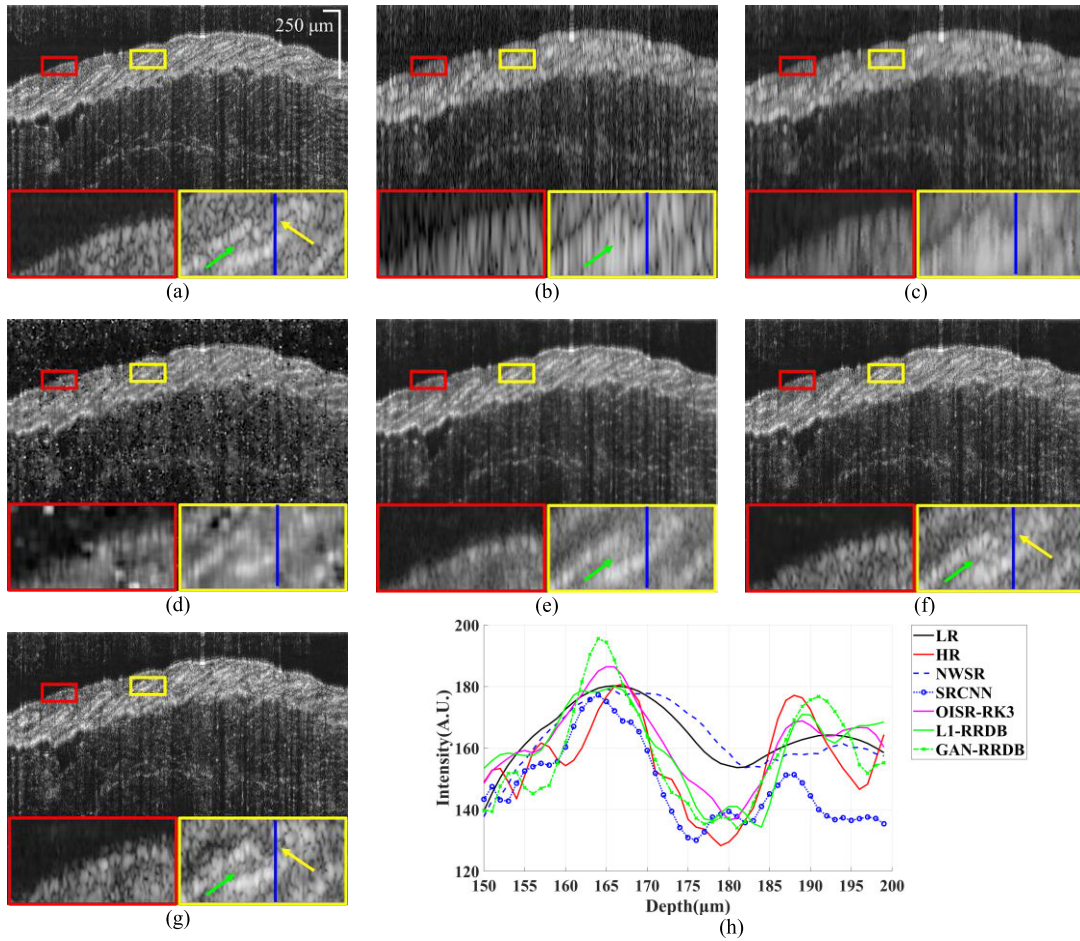 250 μm
(a)
(b)
(c)
(d)
(e)
(f)
(g)
200
180
160
140
120
Intensity(A.U.)
150 155 160 165 170 175 180 185 190 195 200
Depth(μm)
LR
HR
NWSR
SRCNN
OISR-RK3
L1-RRDB
GAN-RRDB
(h)